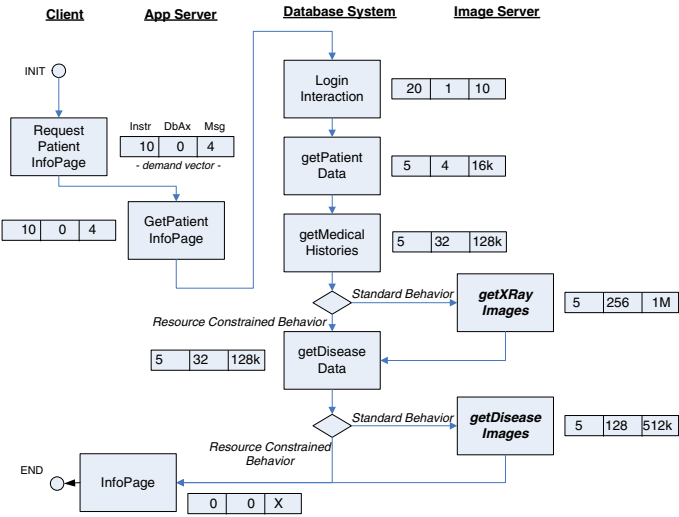 Client
App Server
Database System
Image Server
INIT
Login
Interaction
20 1 10
Request
Patient
InfoPage
Instr DbAx Msg
10 0 4
- demand vector -
getPatient
Data
5 4 16k
10 0 4
GetPatient
InfoPage
getMedical
Histories
5 32 128k
Standard Behavior
getXRay
Images
5 256 1M
Resource Constrained Behavior
5 32 128k
getDisease
Data
Standard Behavior
getDisease
Images
5 128 512k
Resource Constrained
Behavior
END
InfoPage
0 0 X